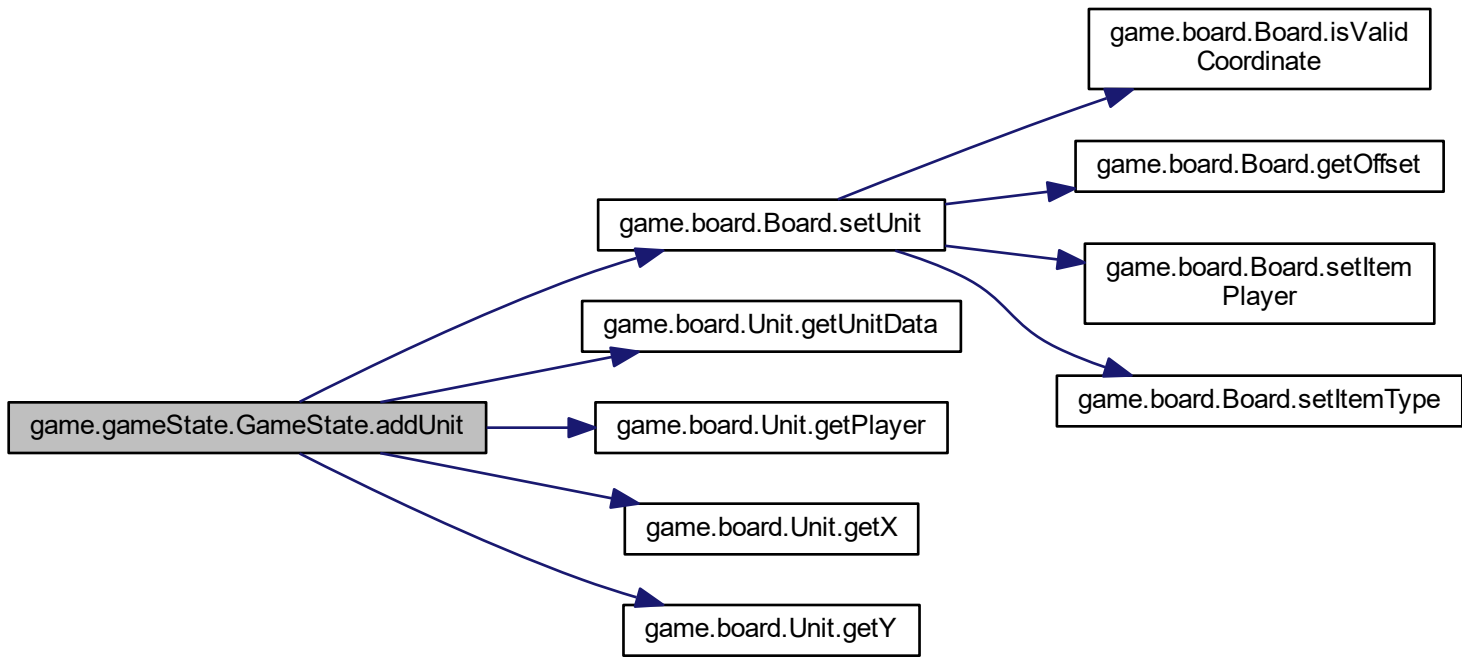 game.gameState.GameState.addUnit
game.board.Board.setUnit
game.board.Unit.getUnitData
game.board.Unit.getPlayer
game.board.Unit.getX
game.board.Unit.getY
game.board.Board.isValid
Coordinate
game.board.Board.getOffset
game.board.Board.setItem
Player
game.board.Board.setItemType